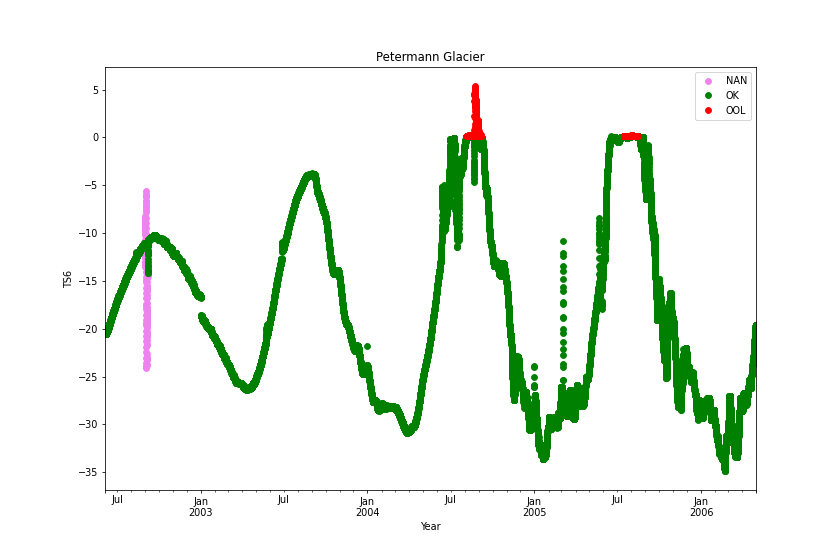 Petermann Glacier
NAN
OK
OOL
5
0
−5
−10
−15
−20
−25
−30
−35
TS6
Jul Jan Jul Jan Jul Jan Jul Jan
2003 2004 2005 2006
Year